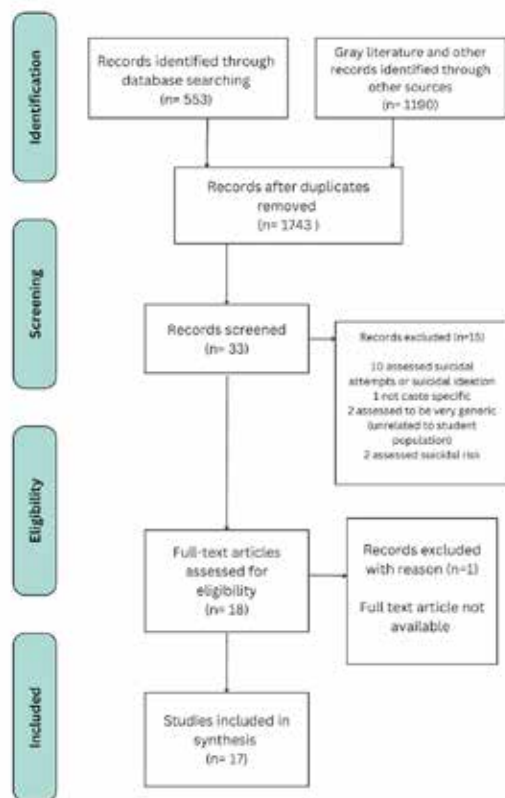 Identification
Records identified through
database searching
(n= 553)
Gray literature and other
records identified through
other sources
(n= 1190)
Records after duplicates
removed
(n= 1743 )
Screening
Records screened
(n= 33)
Records excluded (n=15)
10 assessed suicidal
attempts or suicidal ideation
1 not caste specific
2 assessed to be very generic
(unrelated to student
population)
2 assessed suicidal risk
Eligibility
Full-text articles
assessed for
eligibility
(n= 18)
Records excluded
with reason (n=1)
Full text article not
available
Included
Studies included in
synthesis
(n= 17)